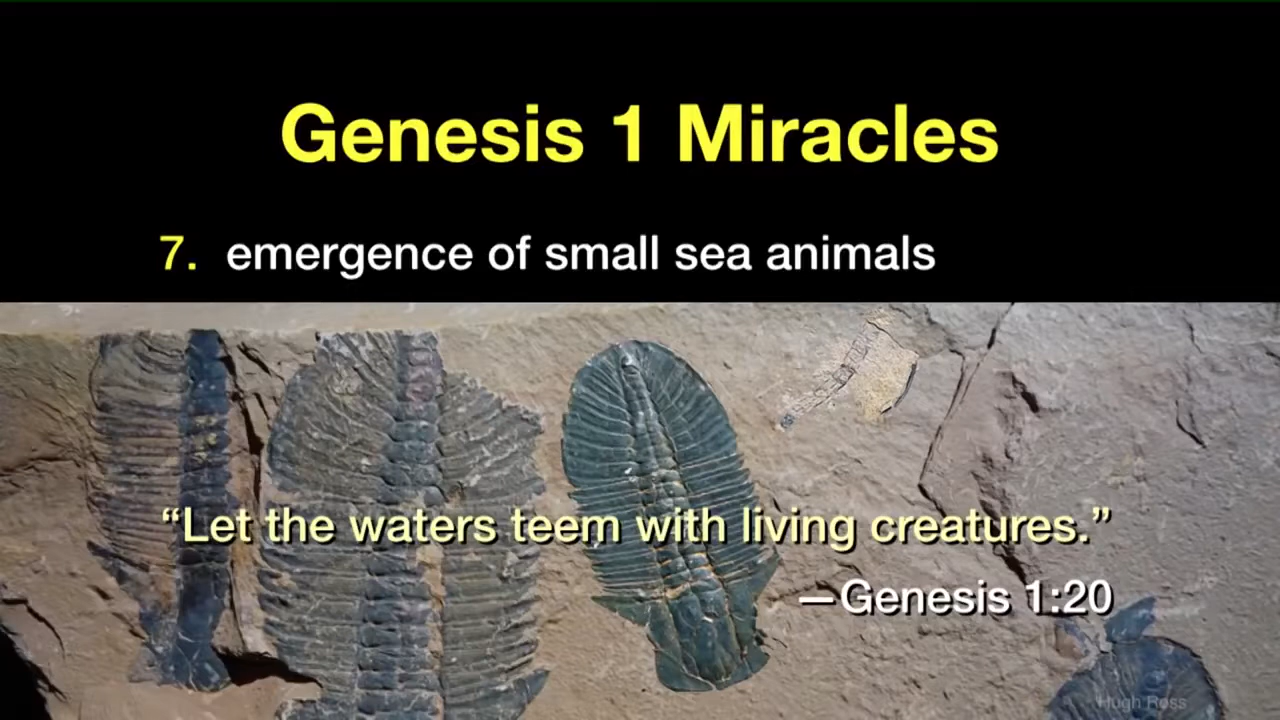 Genesis 1 Miracles
7. emergence of small sea animals
“Let the waters teem with living creatures.”
—Genesis 1:20
Hugh Ross